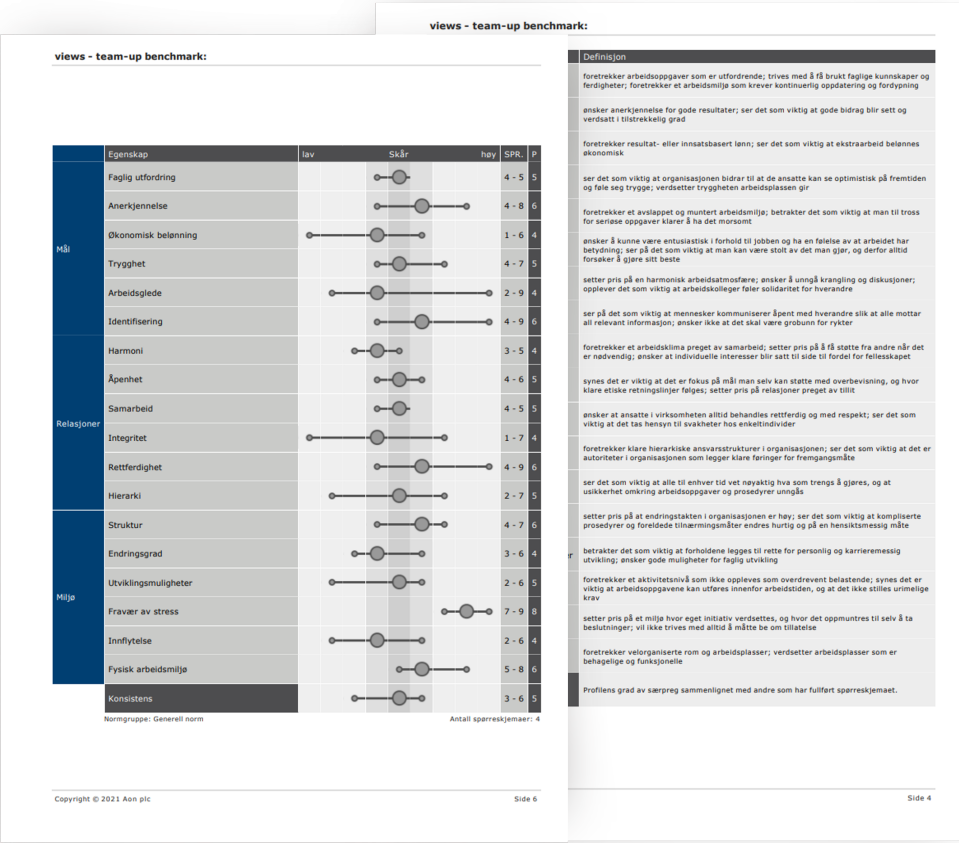 views - team-up benchmark:
Egenskap lav Skår høy SPR. P
Mål
Faglig utfordring 4 - 5 5
Anerkjennelse 4 - 8 6
Økonomisk belønning 1 - 6 4
Trygghet 4 - 7 5
Arbeidsglede 2 - 9 4
Identifisering 4 - 9 6
Relasjoner
Harmoni 3 - 5 4
Åpenhet 4 - 6 5
Samarbeid 4 - 5 5
Integritet 1 - 7 4
Rettferdighet 4 - 9 6
Hierarki 2 - 7 5
Miljø
Struktur 4 - 7 6
Endringsgrad 3 - 6 4
Utviklingsmuligheter 2 - 6 5
Fravær av stress 7 - 9 8
Innflytelse 2 - 6 4
Fysisk arbeidsmiljø 5 - 8 6
Konsistens 3 - 6 5
Normgruppe: Generell norm Antall spørreskjemaer: 4
Copyright © 2021 Aon plc Side 6
views - team-up benchmark:
Definisjon
foretrekker arbeidsoppgaver som er utfordrende; trives med å få brukt faglige kunnskaper og
ferdigheter; foretrekker et arbeidsmiljø som krever kontinuerlig oppdatering og fordypning
ønsker anerkjennelse for gode resultater; ser det som viktig at gode bidrag blir sett og
verdsatt i tilstrekkelig grad
foretrekker resultat- eller innsatsbasert lønn; ser det som viktig at ekstraarbeid belønnes
økonomisk
ser det som viktig at organisasjonen bidrar til at de ansatte kan se optimistisk på fremtiden
og føle seg trygge; verdsetter tryggheten arbeidsplassen gir
foretrekker et avslappet og muntert arbeidsmiljø; betrakter det som viktig at man til tross
for seriøse oppgaver klarer å ha det morsomt
ønsker å kunne være entusiastisk i forhold til jobben og ha en følelse av at arbeidet har
betydning; ser på det som viktig at man kan være stolt av det man gjør, og derfor alltid
forsøker å gjøre sitt beste
setter pris på en harmonisk arbeidsatmosfære; ønsker å unngå krangling og diskusjoner;
opplever det som viktig at arbeidskolleger føler solidaritet for hverandre
ser på det som viktig at mennesker kommuniserer åpent med hverandre slik at alle mottar
all relevant informasjon; ønsker ikke at det skal være grobunn for rykter
foretrekker et arbeidsklima preget av samarbeid; setter pris på å få støtte fra andre når det
er nødvendig; ønsker at individuelle interesser blir satt til side til fordel for fellesskapet
synes det er viktig at det er fokus på mål man selv kan støtte med overbevisning, og hvor
klare etiske retningslinjer følges; setter pris på relasjoner preget av tillit
ønsker at ansatte i virksomheten alltid behandles rettferdig og med respekt; ser det som
viktig at det tas hensyn til svakheter hos enkeltindivider
foretrekker klare hierarkiske ansvarsstrukturer i organisasjonen; ser det som viktig at det er
autoriteter i organisasjonen som legger klare føringer for fremgangsmåte
ser det som viktig at alle til enhver tid vet nøyaktig hva som trengs å gjøres, og at
usikkerhet omkring arbeidsoppgaver og prosedyrer unngås
setter pris på at endringstakten i organisasjonen er høy; ser det som viktig at kompliserte
prosedyrer og foreldede tilnærmingsmåter endres hurtig og på en hensiktsmessig måte
er betrakter det som viktig at forholdene legges til rette for personlig og karrieremessig
utvikling; ønsker gode muligheter for faglig utvikling
foretrekker et aktivitetsnivå som ikke oppleves som overdrevent belastende; synes det er
viktig at arbeidsoppgavene kan utføres innenfor arbeidstiden, og at det ikke stilles urimelige
krav
setter pris på et miljø hvor eget initiativ verdsettes, og hvor det oppmuntres til selv å ta
beslutninger; vil ikke trives med alltid å måtte be om tillatelse
foretrekker velorganiserte rom og arbeidsplasser; verdsetter arbeidsplasser som er
behagelige og funksjonelle
Profilens grad av særpreg sammenlignet med andre som har fullført spørreskjemaet.
Side 4